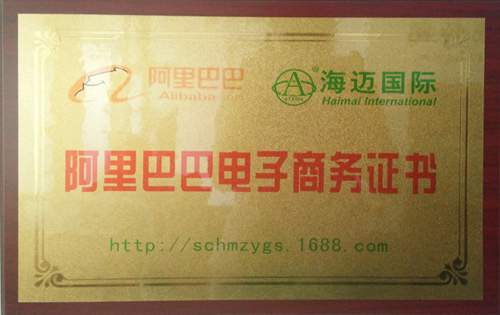 阿里巴巴
Alibaba.com
®海迈国际
Haimai International
阿里巴巴电子商务证书
http://schmzygs.1688.com